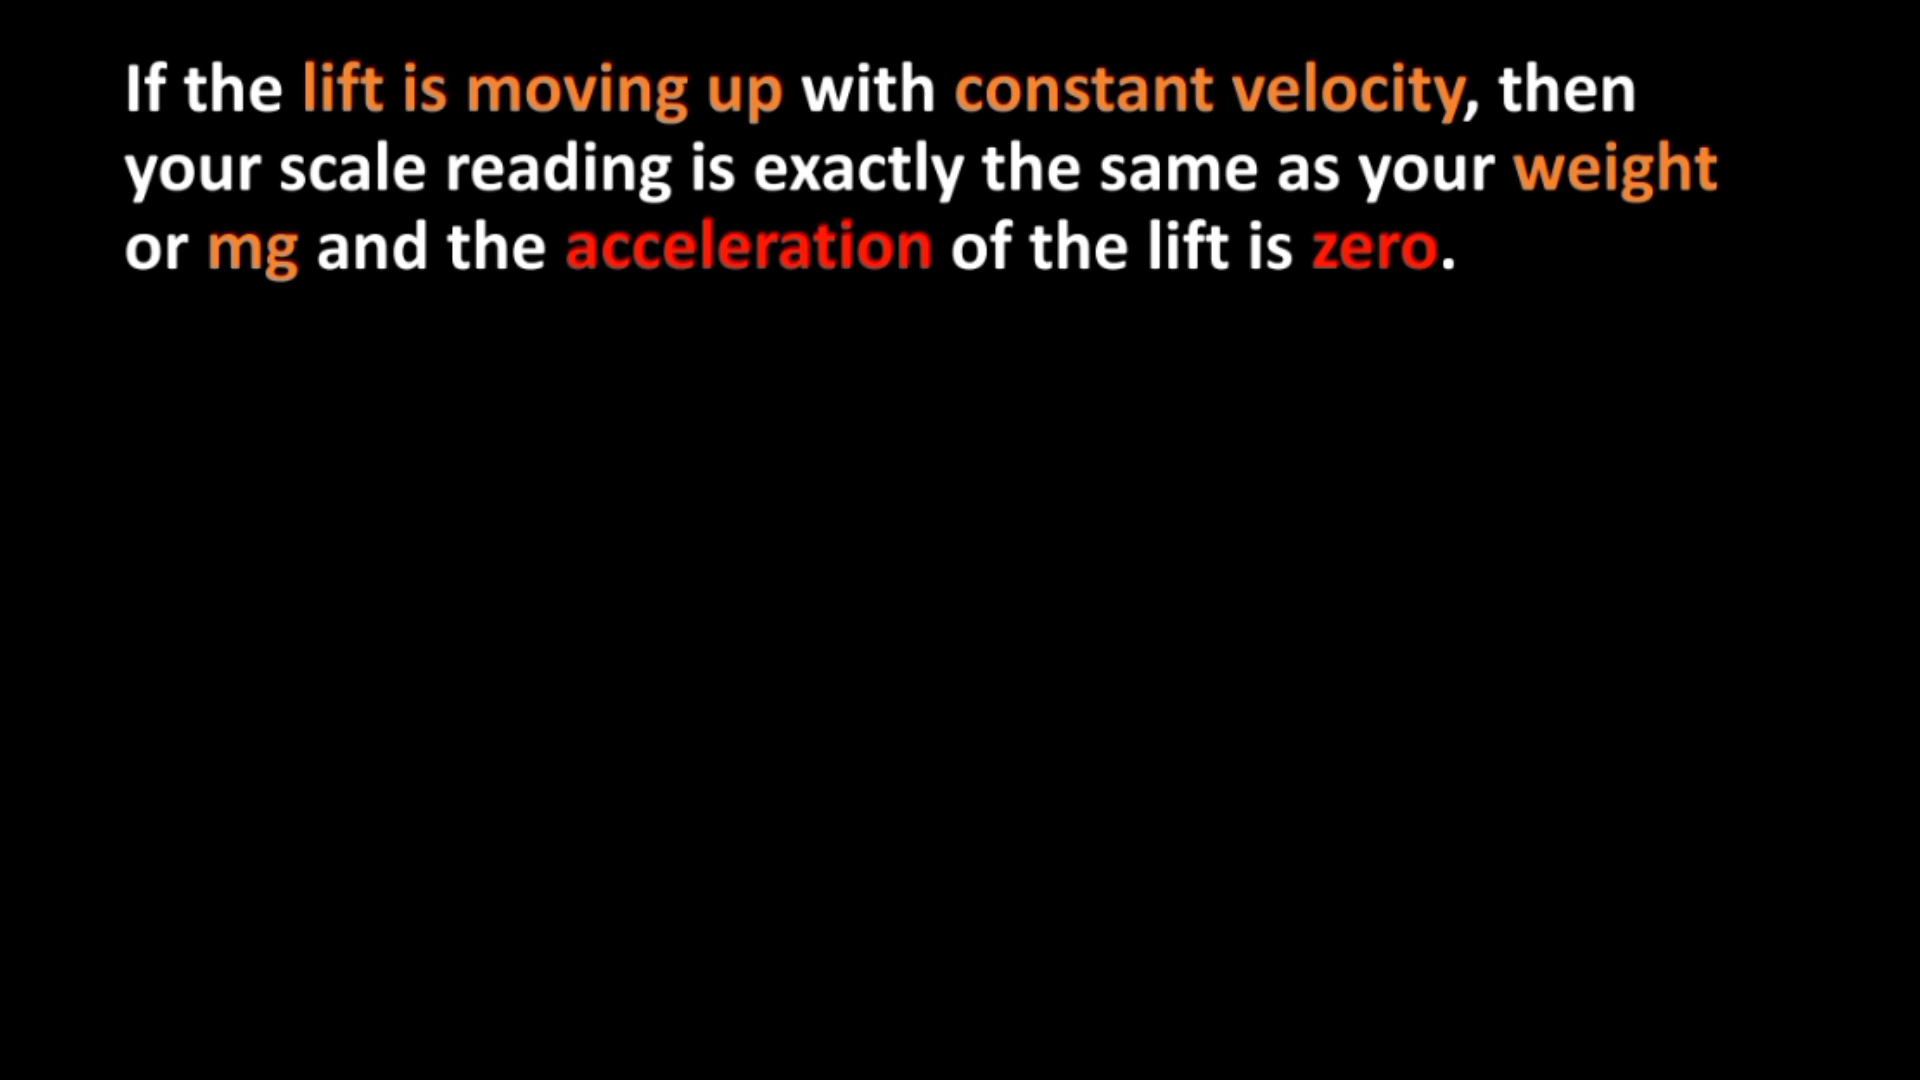 If the lift is moving up with constant velocity, then
your scale reading is exactly the same as your weight
or mg and the acceleration of the lift is zero.